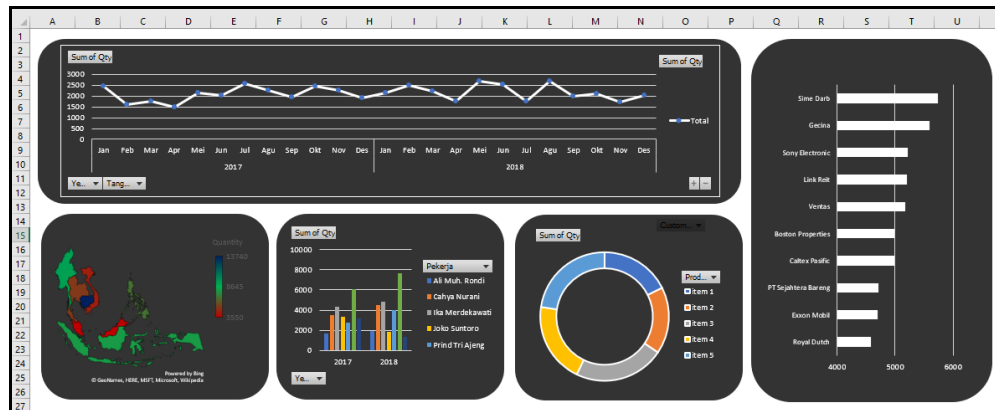 A B C D E F G H I J K L M N O P Q R S T U
1
2
3
4
5
6
7
8
9
10
11
12
13
14
15
16
17
18
19
20
21
22
23
24
25
26
27
Sum of Qty
Sum of Qty
3000
2500
2000
1500
1000
500
0
Total
Jan Feb Mar Apr Mei Jun Jul Agu Sep Okt Nov Des Jan Feb Mar Apr Mei Jun Jul Agu Sep Okt Nov Des
2017 2018
Ye... Tang...
+ −
Quantity
13740
8645
3550
Powered by Bing
© GeoNames, HERE, MSFT, Microsoft, Wikipedia
Sum of Qty
10000
8000
6000
4000
2000
0
2017 2018
Pekerja
Ali Muh. Rondi
Cahya Nurani
Ika Merdekawati
Joko Suntoro
Prind Tri Ajeng
Ye...
Custom...
Sum of Qty
Prod...
Item 1
Item 2
Item 3
Item 4
Item 5
Sime Darb
Gecina
Sony Electronic
Link Reit
Ventas
Boston Properties
Caltex Pasific
PT Sejahtera Bareng
Exxon Mobil
Royal Dutch
4000 5000 6000